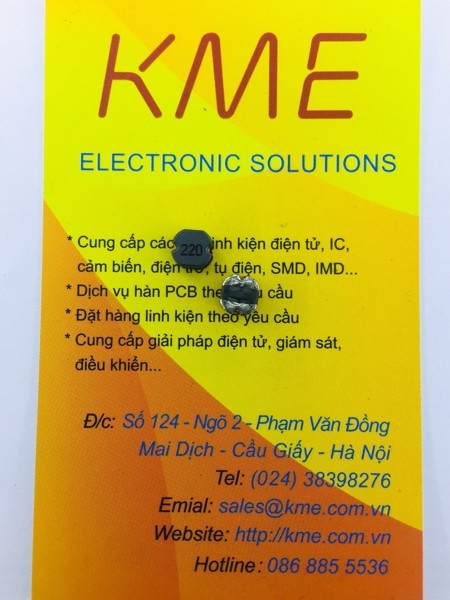 KME
ELECTRONIC SOLUTIONS
* Cung cấp các linh kiện điện tử, IC,
cảm biến, điện trở, tụ điện, SMD, IMD...
* Dịch vụ hàn PCB cầu
* Đặt hàng linh kiện theo yêu cầu
* Cung cấp giải pháp điện tử, giám sát,
điều khiển...
220
Đ/c: Số 124 - Ngõ 2 - Phạm Văn Đồng
Mai Dịch - Cầu Giấy - Hà Nội
Tel: (024) 38398276
Emial: sales@kme.com.vn
Website: http://kme.com.vn
Hotline: 086 885 5536